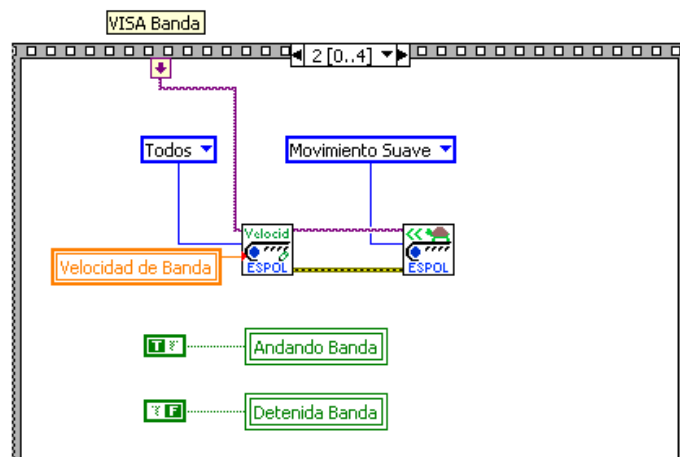 VISA Banda
2 [0..4]
Todos
Movimiento Suave
Velocid
ESPOL
<<
ESPOL
Velocidad de Banda
T
Andando Banda
F
Detenida Banda